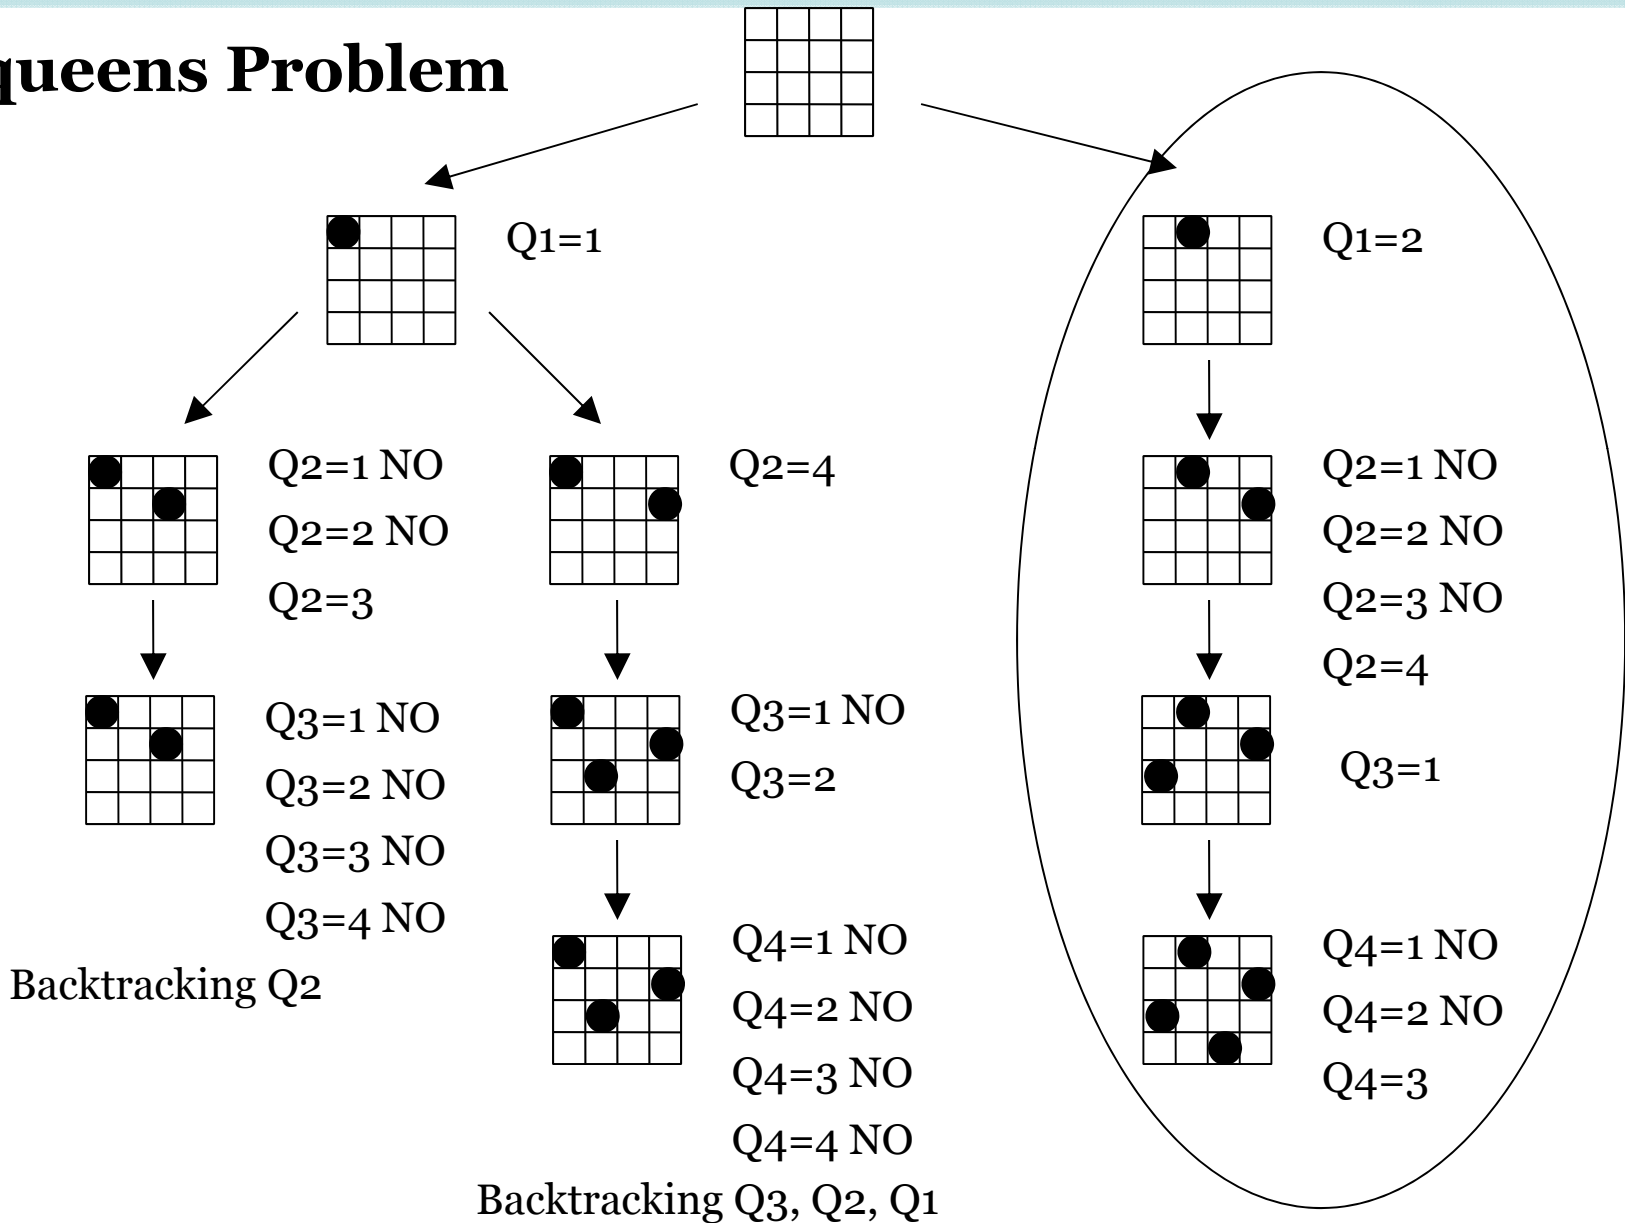 queens Problem
Q1=1
Q1=2
Q2=1 NO
Q2=2 NO
Q2=3
Q2=4
Q2=1 NO
Q2=2 NO
Q2=3 NO
Q2=4
Q3=1 NO
Q3=2 NO
Q3=3 NO
Q3=4 NO
Backtracking Q2
Q3=1 NO
Q3=2
Q3=1
Q4=1 NO
Q4=2 NO
Q4=3 NO
Q4=4 NO
Backtracking Q3, Q2, Q1
Q4=1 NO
Q4=2 NO
Q4=3